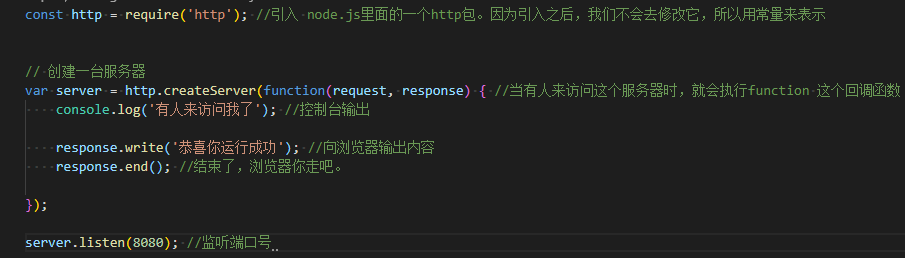 const http = require('http'); //引入 node.js里面的一个http包。因为引入之后，我们不会去修改它，所以用常量来表示
// 创建一台服务器
var server = http.createServer(function(request, response) { //当有人来访问这个服务器时，就会执行function 这个回调函数
console.log('有人来访问我了'); //控制台输出
response.write('恭喜你运行成功'); //向浏览器输出内容
response.end(); //结束了，浏览器你走吧。
});
server.listen(8080); //监听端口号